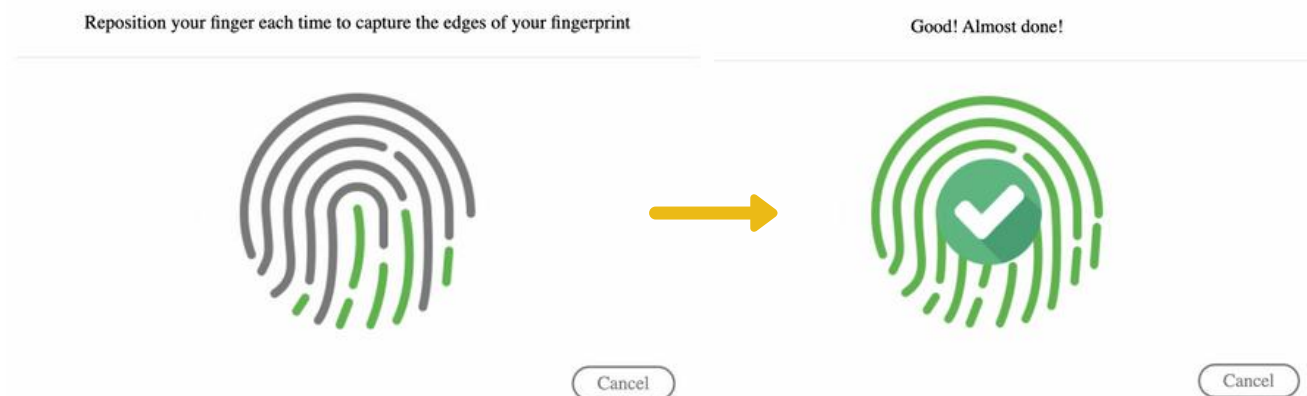 Reposition your finger each time to capture the edges of your fingerprint
Good! Almost done!
Cancel
Cancel